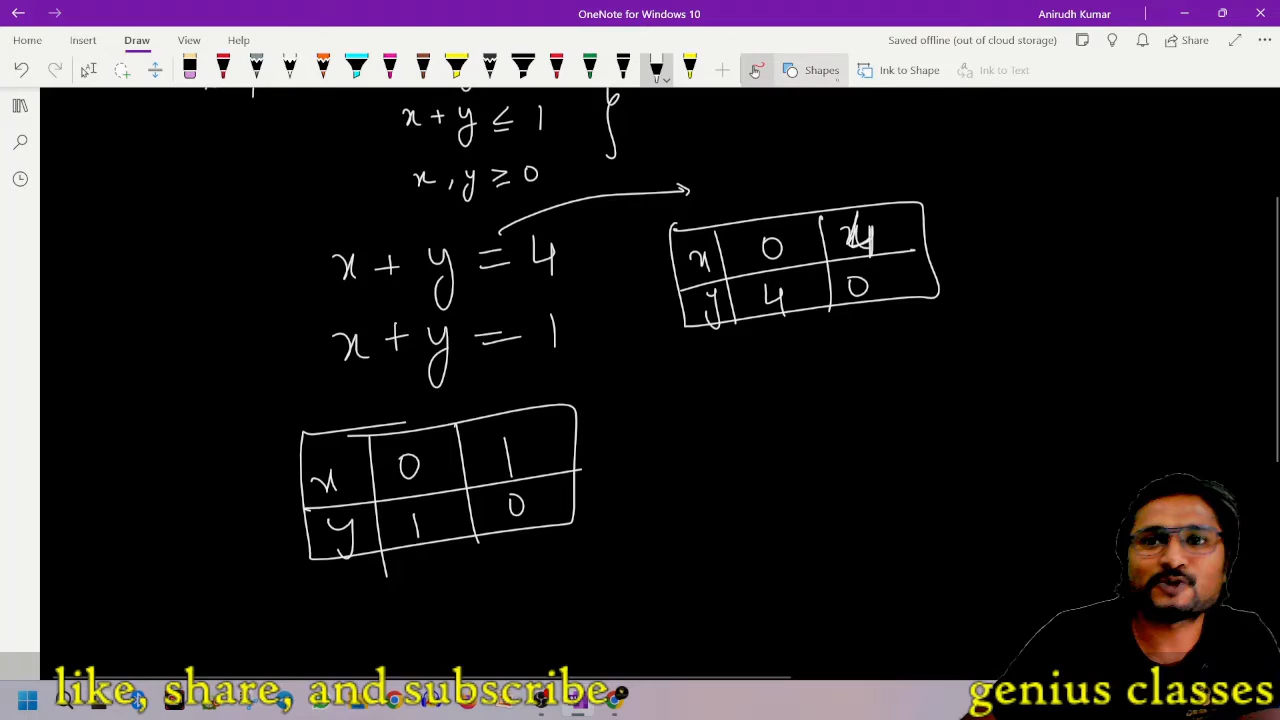 OneNote for Windows 10
Anirudh Kumar
Home Insert Draw View Help
Saved offline (out of cloud storage)
Share
Shapes
Ink to Shape
Ink to Text
x + y ≤ 1
x , y ≥ 0
x + y = 4
x 0 4
y 4 0
x + y = 1
x 0 1
y 1 0
like, share, and subscribe.
genius classes